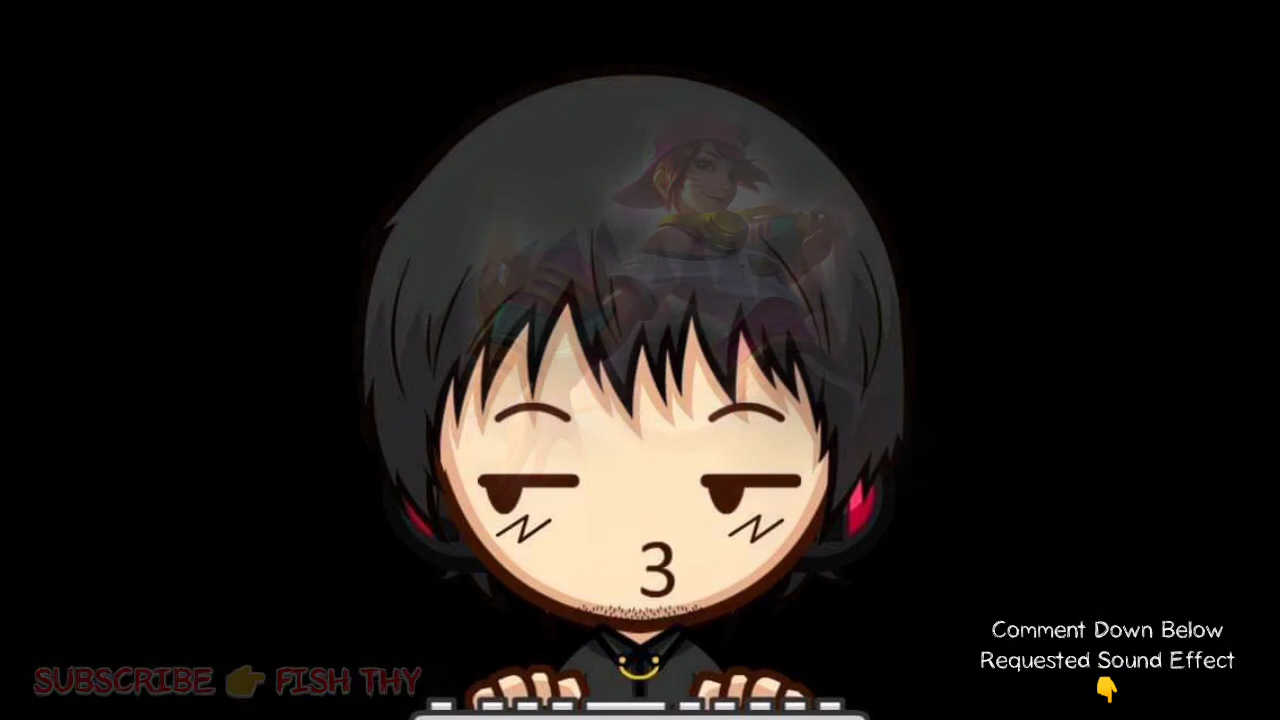 SUBSCRIBE 👉 FISH THY
Comment Down Below
Requested Sound Effect
👇